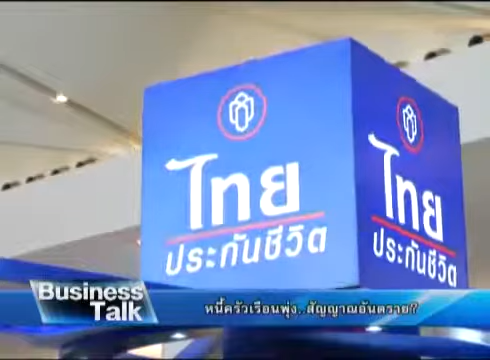 ไทย
ประกันชีวิต
ไทย
ประกันชีวิต
Business
Talk
หนี้ครัวเรือนพุ่ง..สัญญาณอันตราย?